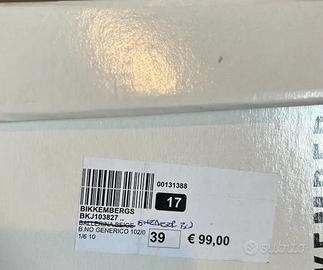 00131388
17
BIKKEMBERGS
BKJ103827 ..
BALLERINA BEIGE
B.NO GENERICO 102/0
1/6 10
39
€ 99,00
subito